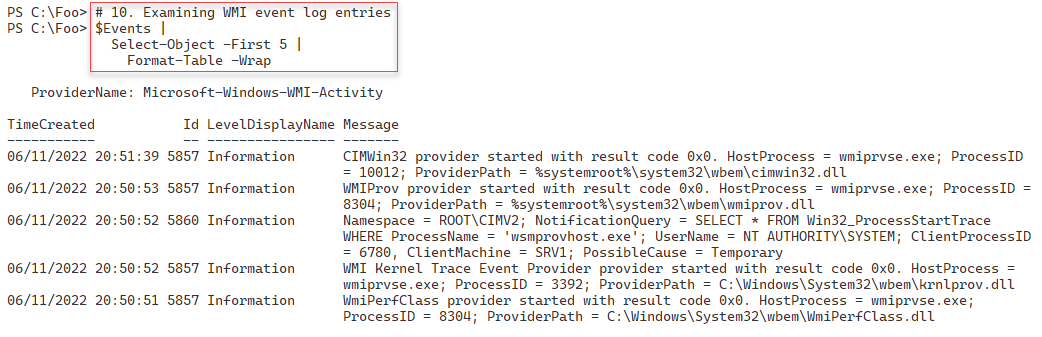 PS C:\Foo> # 10. Examining WMI event log entries
PS C:\Foo> $Events |
Select-Object -First 5 |
Format-Table -Wrap
ProviderName: Microsoft-Windows-WMI-Activity
TimeCreated Id LevelDisplayName Message
----------- -- ---------------- -------
06/11/2022 20:51:39 5857 Information CIMWin32 provider started with result code 0x0. HostProcess = wmiprvse.exe; ProcessID
= 10012; ProviderPath = %systemroot%\system32\wbem\cimwin32.dll
06/11/2022 20:50:53 5857 Information WMIProv provider started with result code 0x0. HostProcess = wmiprvse.exe; ProcessID =
8304; ProviderPath = %systemroot%\system32\wbem\wmiprov.dll
06/11/2022 20:50:52 5860 Information Namespace = ROOT\CIMV2; NotificationQuery = SELECT * FROM Win32_ProcessStartTrace
WHERE ProcessName = 'wsmprovhost.exe'; UserName = NT AUTHORITY\SYSTEM; ClientProcessID
= 6780, ClientMachine = SRV1; PossibleCause = Temporary
06/11/2022 20:50:52 5857 Information WMI Kernel Trace Event Provider provider started with result code 0x0. HostProcess =
wmiprvse.exe; ProcessID = 3392; ProviderPath = C:\Windows\System32\wbem\krnlprov.dll
06/11/2022 20:50:51 5857 Information WmiPerfClass provider started with result code 0x0. HostProcess = wmiprvse.exe;
ProcessID = 8304; ProviderPath = C:\Windows\System32\wbem\WmiPerfClass.dll